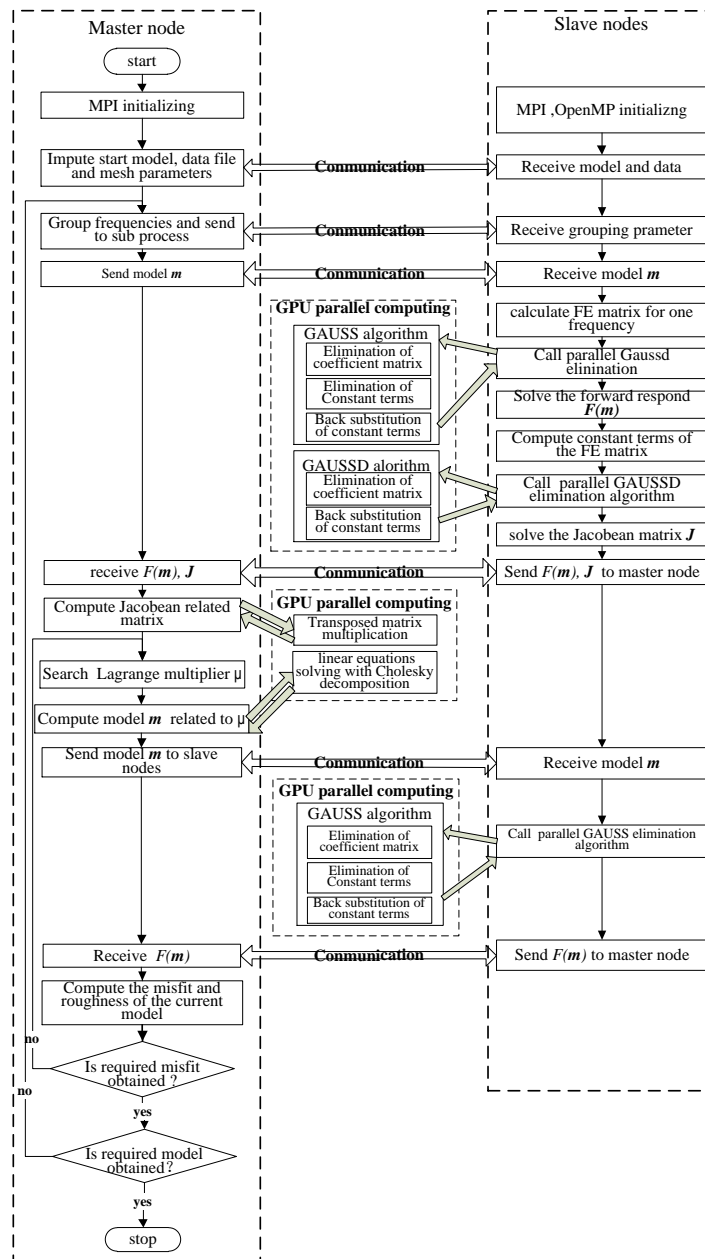 Master node
start
MPI initializing
Impute start model, data file
and mesh parameters
Group frequencies and send
to sub process
Send model m
receive F(m), J
Compute Jacobean related
matrix
Search Lagrange multiplier μ
Compute model m related to μ
Send model m to slave
nodes
Receive F(m)
Compute the misfit and
roughness of the current
model
no
Is required misfit
obtained ?
no
yes
Is required model
obtained?
yes
stop
Conmunication
Conmunication
Conmunication
GPU parallel computing
GAUSS algorithm
Elimination of
coefficient matrix
Elimination of
Constant terms
Back substitution
of constant terms
GAUSSD alorithm
Elimination of
coefficient matrix
Back substitution
of constant terms
Conmunication
GPU parallel computing
Transposed matrix
multiplication
linear equations
solving with Cholesky
decomposition
Conmunication
GPU parallel computing
GAUSS algorithm
Elimination of
coefficient matrix
Elimination of
Constant terms
Back substitution
of constant terms
Conmunication
Slave nodes
MPI ,OpenMP initializng
Receive model and data
Receive grouping prameter
Receive model m
calculate FE matrix for one
frequency
Call parallel Gaussd
elinination
Solve the forward respond
F(m)
Compute constant terms of
the FE matrix
Call parallel GAUSSD
elimination algorithm
solve the Jacobean matrix J
Send F(m), J to master node
Receive model m
Call parallel GAUSS elimination
algorithm
Send F(m) to master node